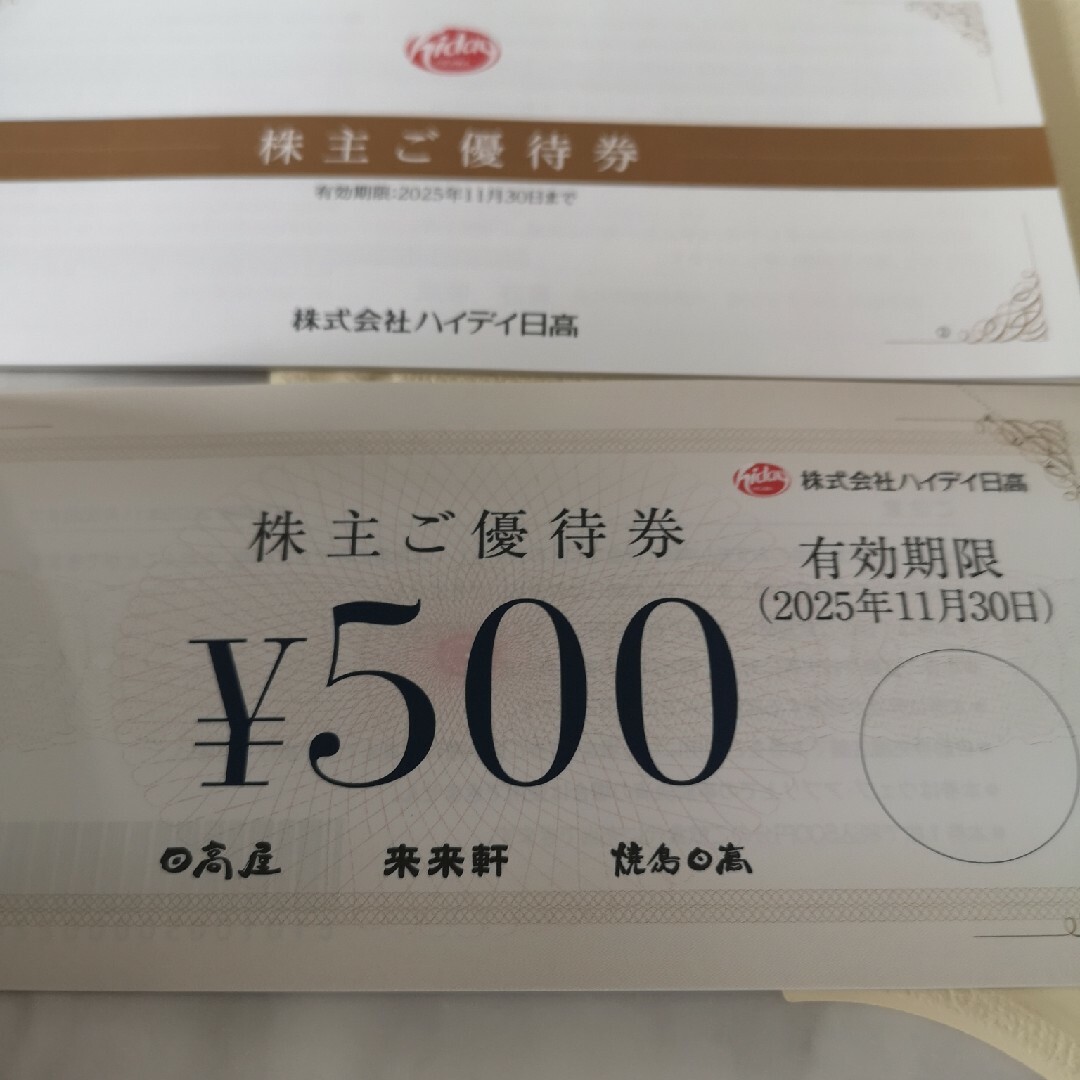 hiday
株主ご優待券
有効期限:2025年11月30日まで
株式会社ハイデイ日高
hiday 株式会社ハイデイ日高
株主ご優待券
有効期限
(2025年11月30日)
¥500
日高屋 来来軒 焼鳥日高